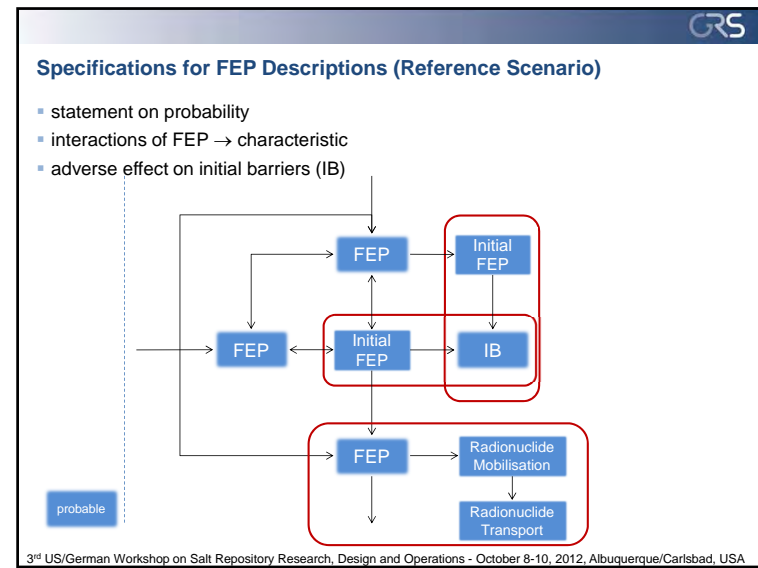 GRS
Specifications for FEP Descriptions (Reference Scenario)
▪ statement on probability
▪ interactions of FEP → characteristic
▪ adverse effect on initial barriers (IB)
FEP
Initial
FEP
FEP
Initial
FEP
IB
FEP
Radionuclide
Mobilisation
Radionuclide
Transport
probable
3rd US/German Workshop on Salt Repository Research, Design and Operations - October 8-10, 2012, Albuquerque/Carlsbad, USA